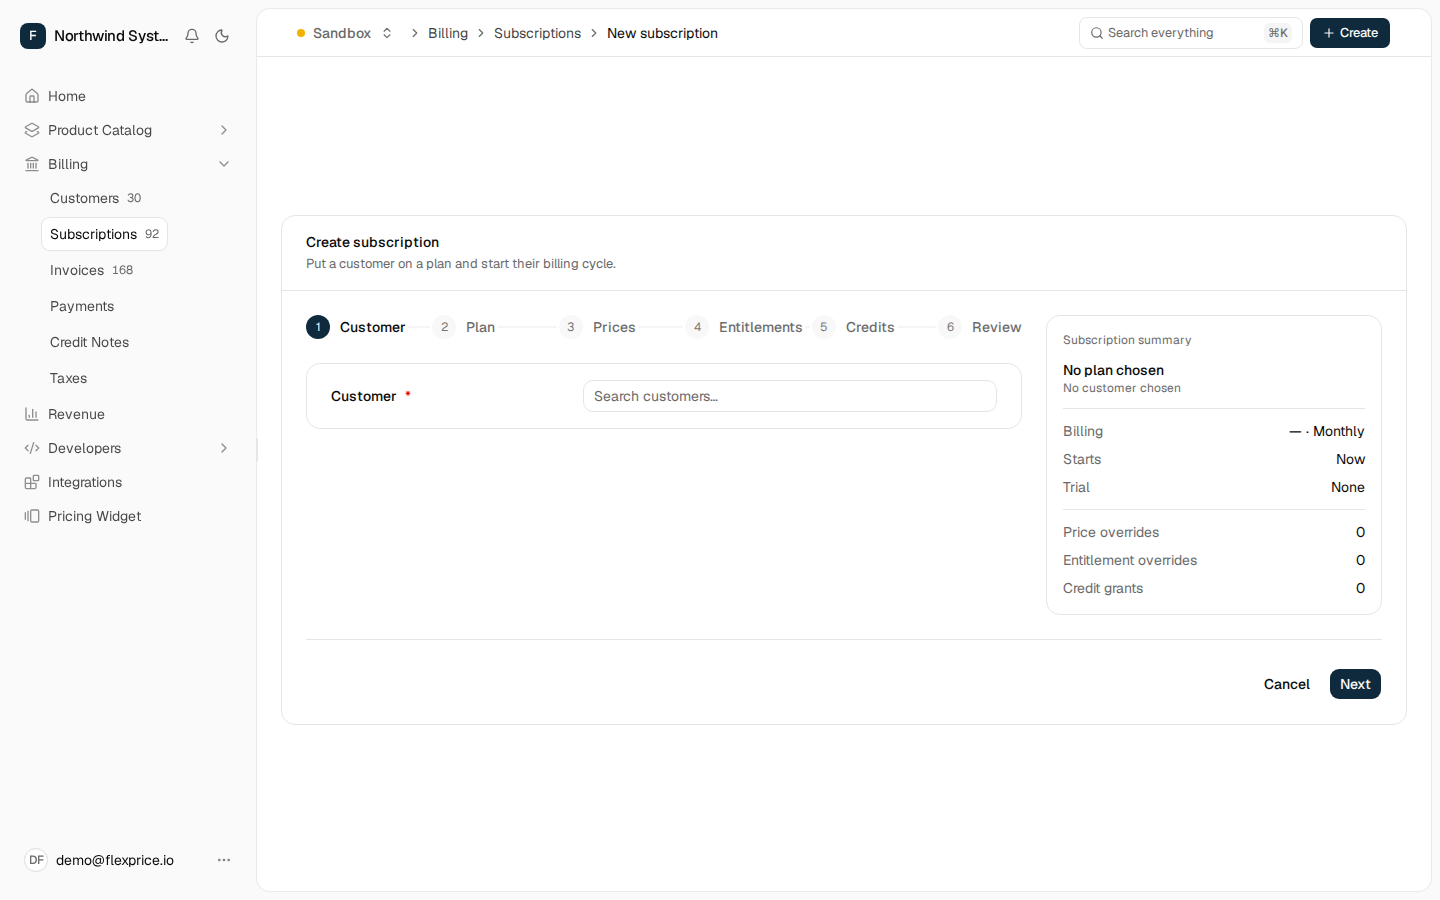 F Northwind Syst...
Home
Product Catalog
Billing
Customers 30
Subscriptions 92
Invoices 168
Payments
Credit Notes
Taxes
Revenue
Developers
Integrations
Pricing Widget
DF demo@flexprice.io
Sandbox Billing Subscriptions New subscription
Search everything ⌘K
Create
Create subscription
Put a customer on a plan and start their billing cycle.
1 Customer 2 Plan 3 Prices 4 Entitlements 5 Credits 6 Review
Customer *
Search customers...
Subscription summary
No plan chosen
No customer chosen
Billing — · Monthly
Starts Now
Trial None
Price overrides 0
Entitlement overrides 0
Credit grants 0
Cancel Next